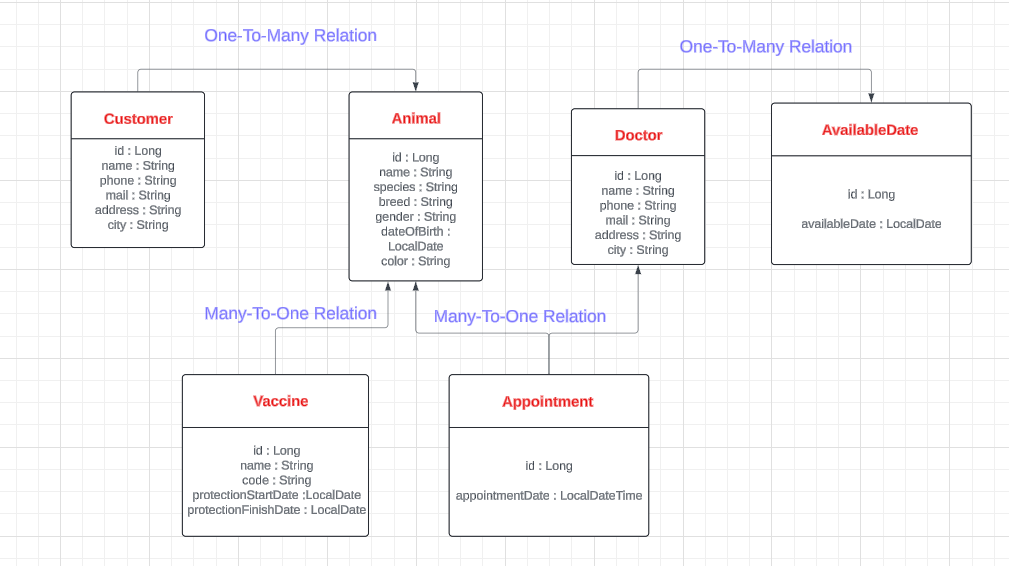 One-To-Many Relation
One-To-Many Relation
Customer
id : Long
name : String
phone : String
mail : String
address : String
city : String
Animal
id : Long
name : String
species : String
breed : String
gender : String
dateOfBirth :
LocalDate
color : String
Doctor
id : Long
name : String
phone : String
mail : String
address : String
city : String
AvailableDate
id : Long
availableDate : LocalDate
Many-To-One Relation
Many-To-One Relation
Vaccine
id : Long
name : String
code : String
protectionStartDate :LocalDate
protectionFinishDate : LocalDate
Appointment
id : Long
appointmentDate : LocalDateTime